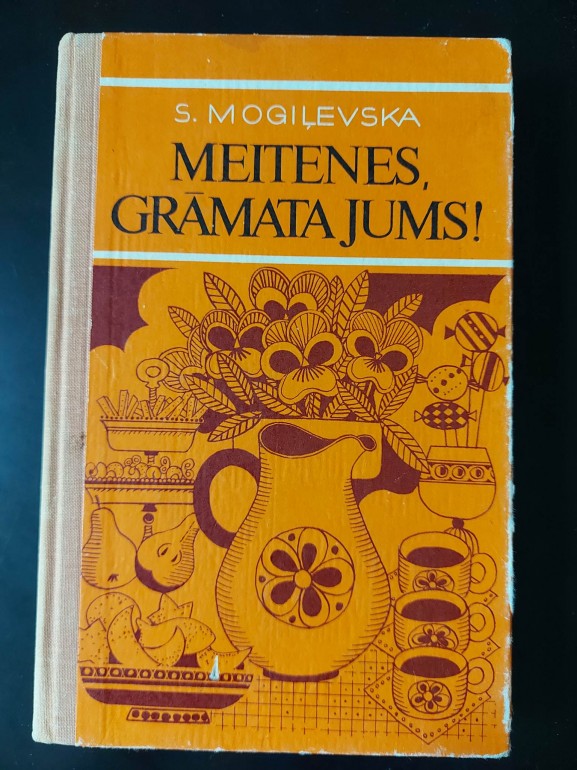 S. MOGIĻEVSKA
MEITENES,
GRĀMATA JUMS!